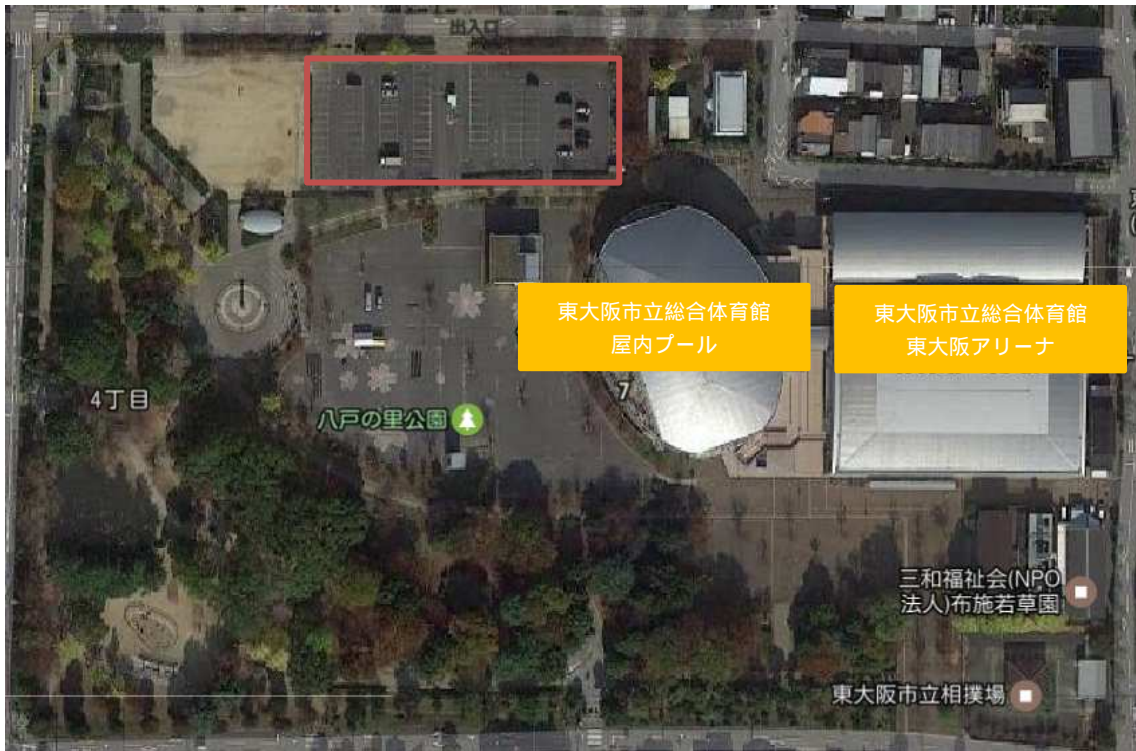 出入口
東大阪市立総合体育館
屋内プール
東大阪市立総合体育館
東大阪アリーナ
7
4丁目
八戸の里公園
三和福祉会(NPO
法人)布施若草園
東大阪市立相撲場